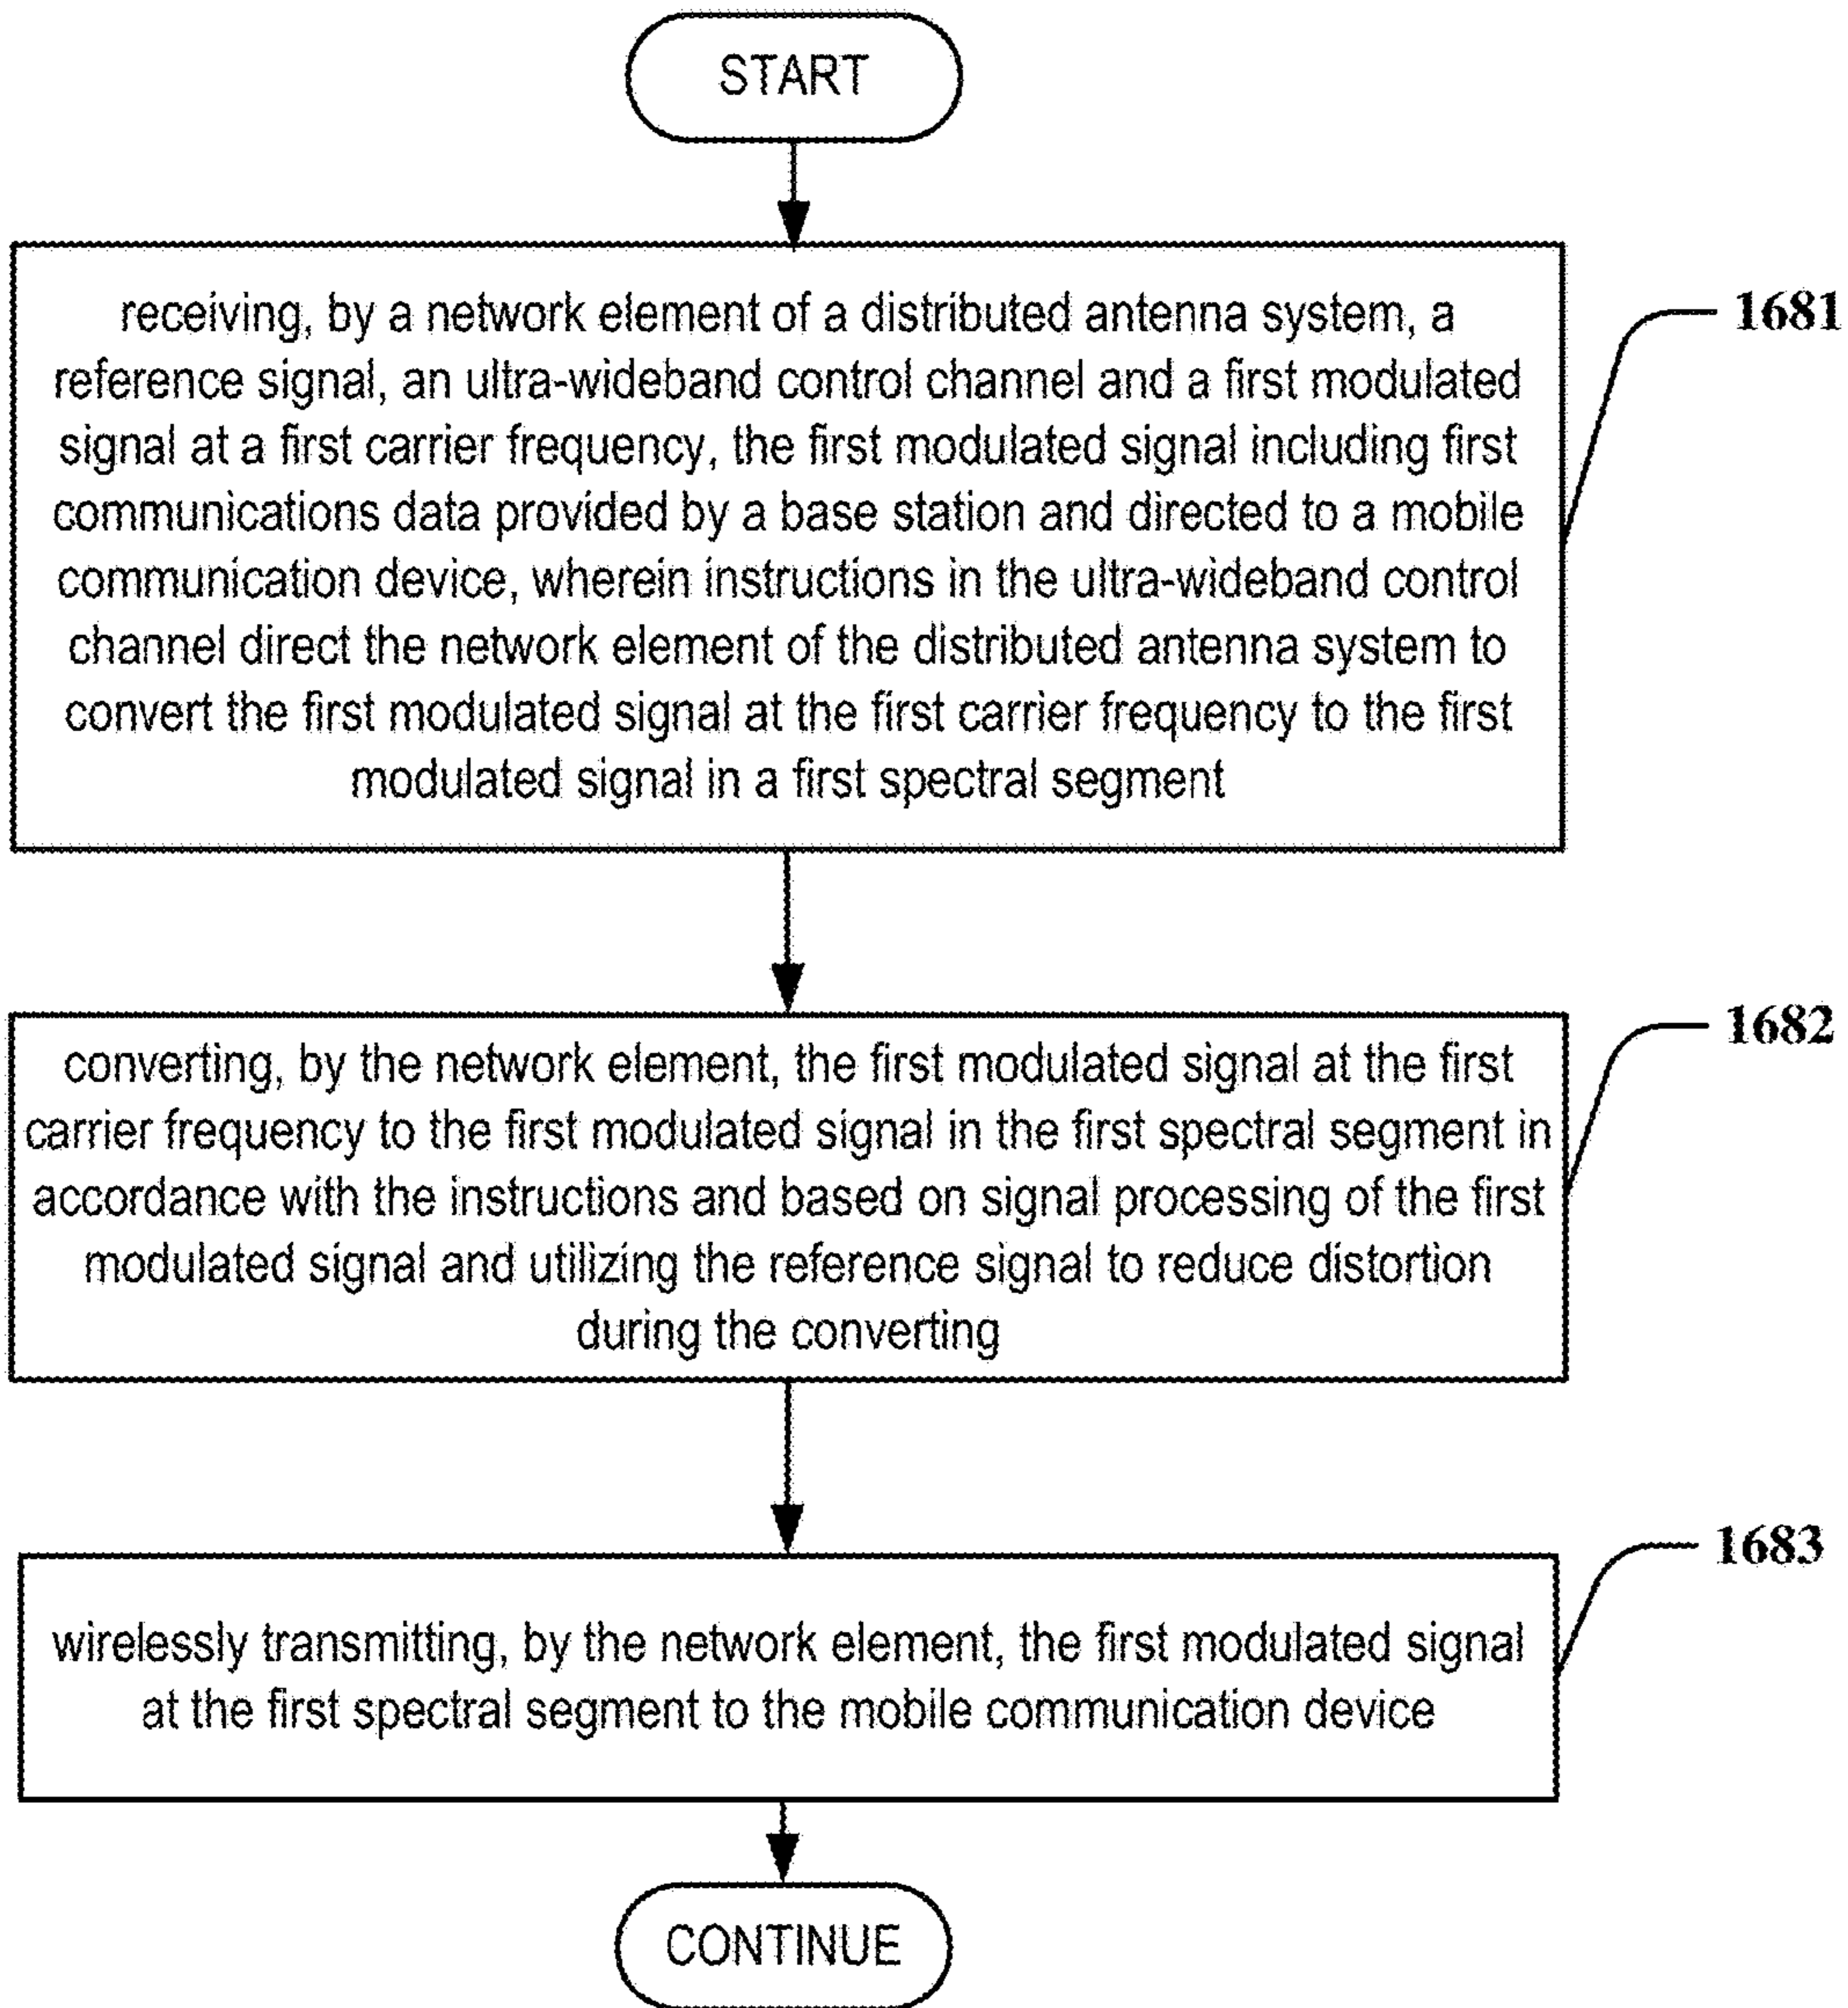 START
receiving, by a network element of a distributed antenna system, a
reference signal, an ultra-wideband control channel and a first modulated
signal at a first carrier frequency, the first modulated signal including first
communications data provided by a base station and directed to a mobile
communication device, wherein instructions in the ultra-wideband control
channel direct the network element of the distributed antenna system to
convert the first modulated signal at the first carrier frequency to the first
modulated signal in a first spectral segment
1681
converting, by the network element, the first modulated signal at the first
carrier frequency to the first modulated signal in the first spectral segment in
accordance with the instructions and based on signal processing of the first
modulated signal and utilizing the reference signal to reduce distortion
during the converting
1682
wirelessly transmitting, by the network element, the first modulated signal
at the first spectral segment to the mobile communication device
1683
CONTINUE